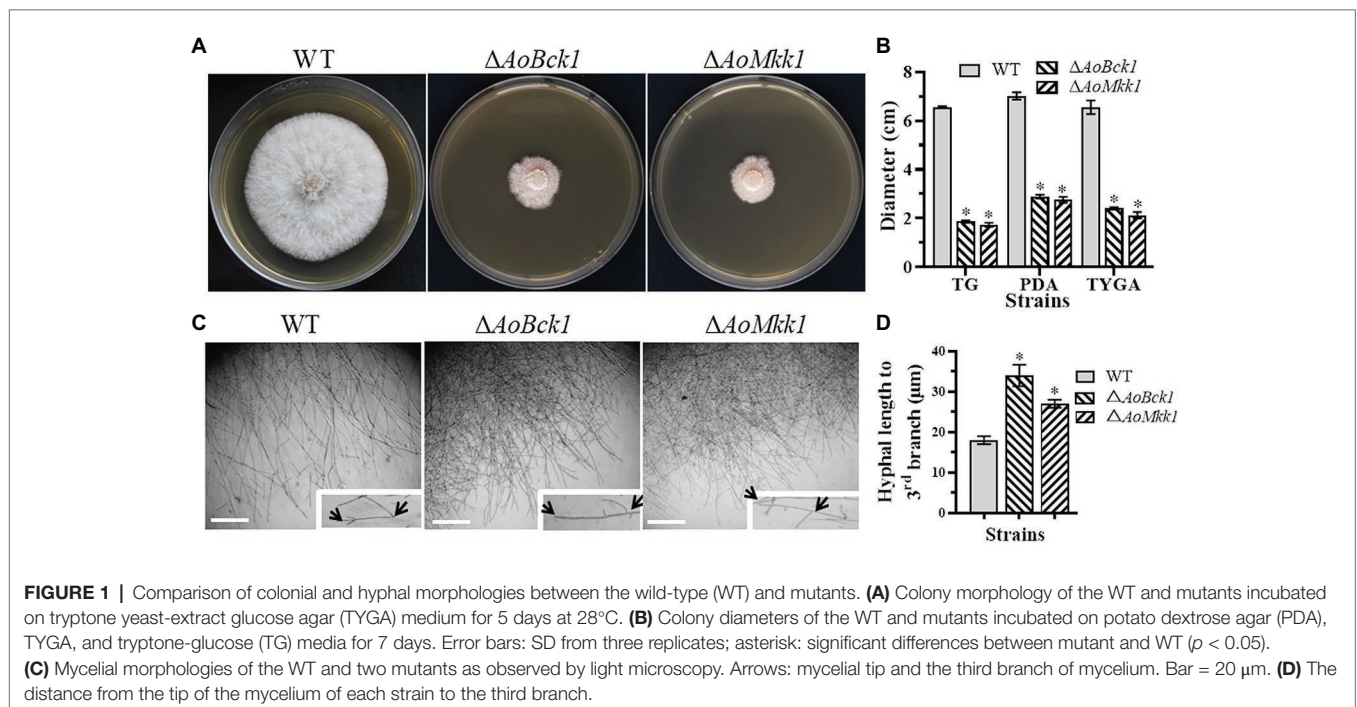 A
WT
ΔAoBck1
ΔAoMkk1
B
WT
ΔAoBck1
ΔAoMkk1
Diameter (cm)
8
6
4
2
0
* * * * * *
TG PDA TYGA
Strains
C
WT
ΔAoBck1
ΔAoMkk1
D
Hyphal length to
3rd branch (μm)
40
30
20
10
0
* *
WT
ΔAoBck1
ΔAoMkk1
Strains
FIGURE 1 | Comparison of colonial and hyphal morphologies between the wild-type (WT) and mutants. (A) Colony morphology of the WT and mutants incubated
on tryptone yeast-extract glucose agar (TYGA) medium for 5 days at 28°C. (B) Colony diameters of the WT and mutants incubated on potato dextrose agar (PDA),
TYGA, and tryptone-glucose (TG) media for 7 days. Error bars: SD from three replicates; asterisk: significant differences between mutant and WT (p < 0.05).
(C) Mycelial morphologies of the WT and two mutants as observed by light microscopy. Arrows: mycelial tip and the third branch of mycelium. Bar = 20 μm. (D) The
distance from the tip of the mycelium of each strain to the third branch.